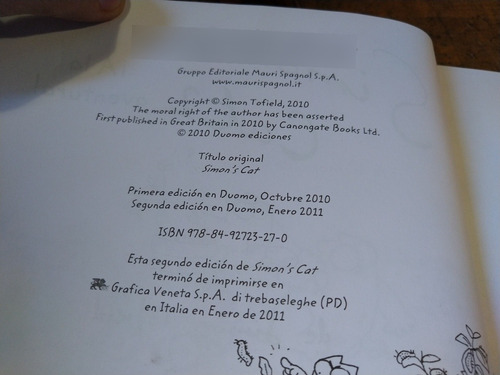 Gruppo Editoriale Mauri Spagnol S.p.A.
www.maurispagnol.it
Copyright © Simon Tofield, 2010
The moral right of the author has been asserted
First published in Great Britain in 2010 by Canongate Books Ltd.
© 2010 Duomo ediciones
Título original
Simon's Cat
Primera edición en Duomo, Octubre 2010
Segunda edición en Duomo, Enero 2011
ISBN 978-84-92723-27-0
Esta segundo edición de Simon's Cat
terminó de imprimirse en
Grafica Veneta S.p.A. di trebaseleghe (PD)
en Italia en Enero de 2011